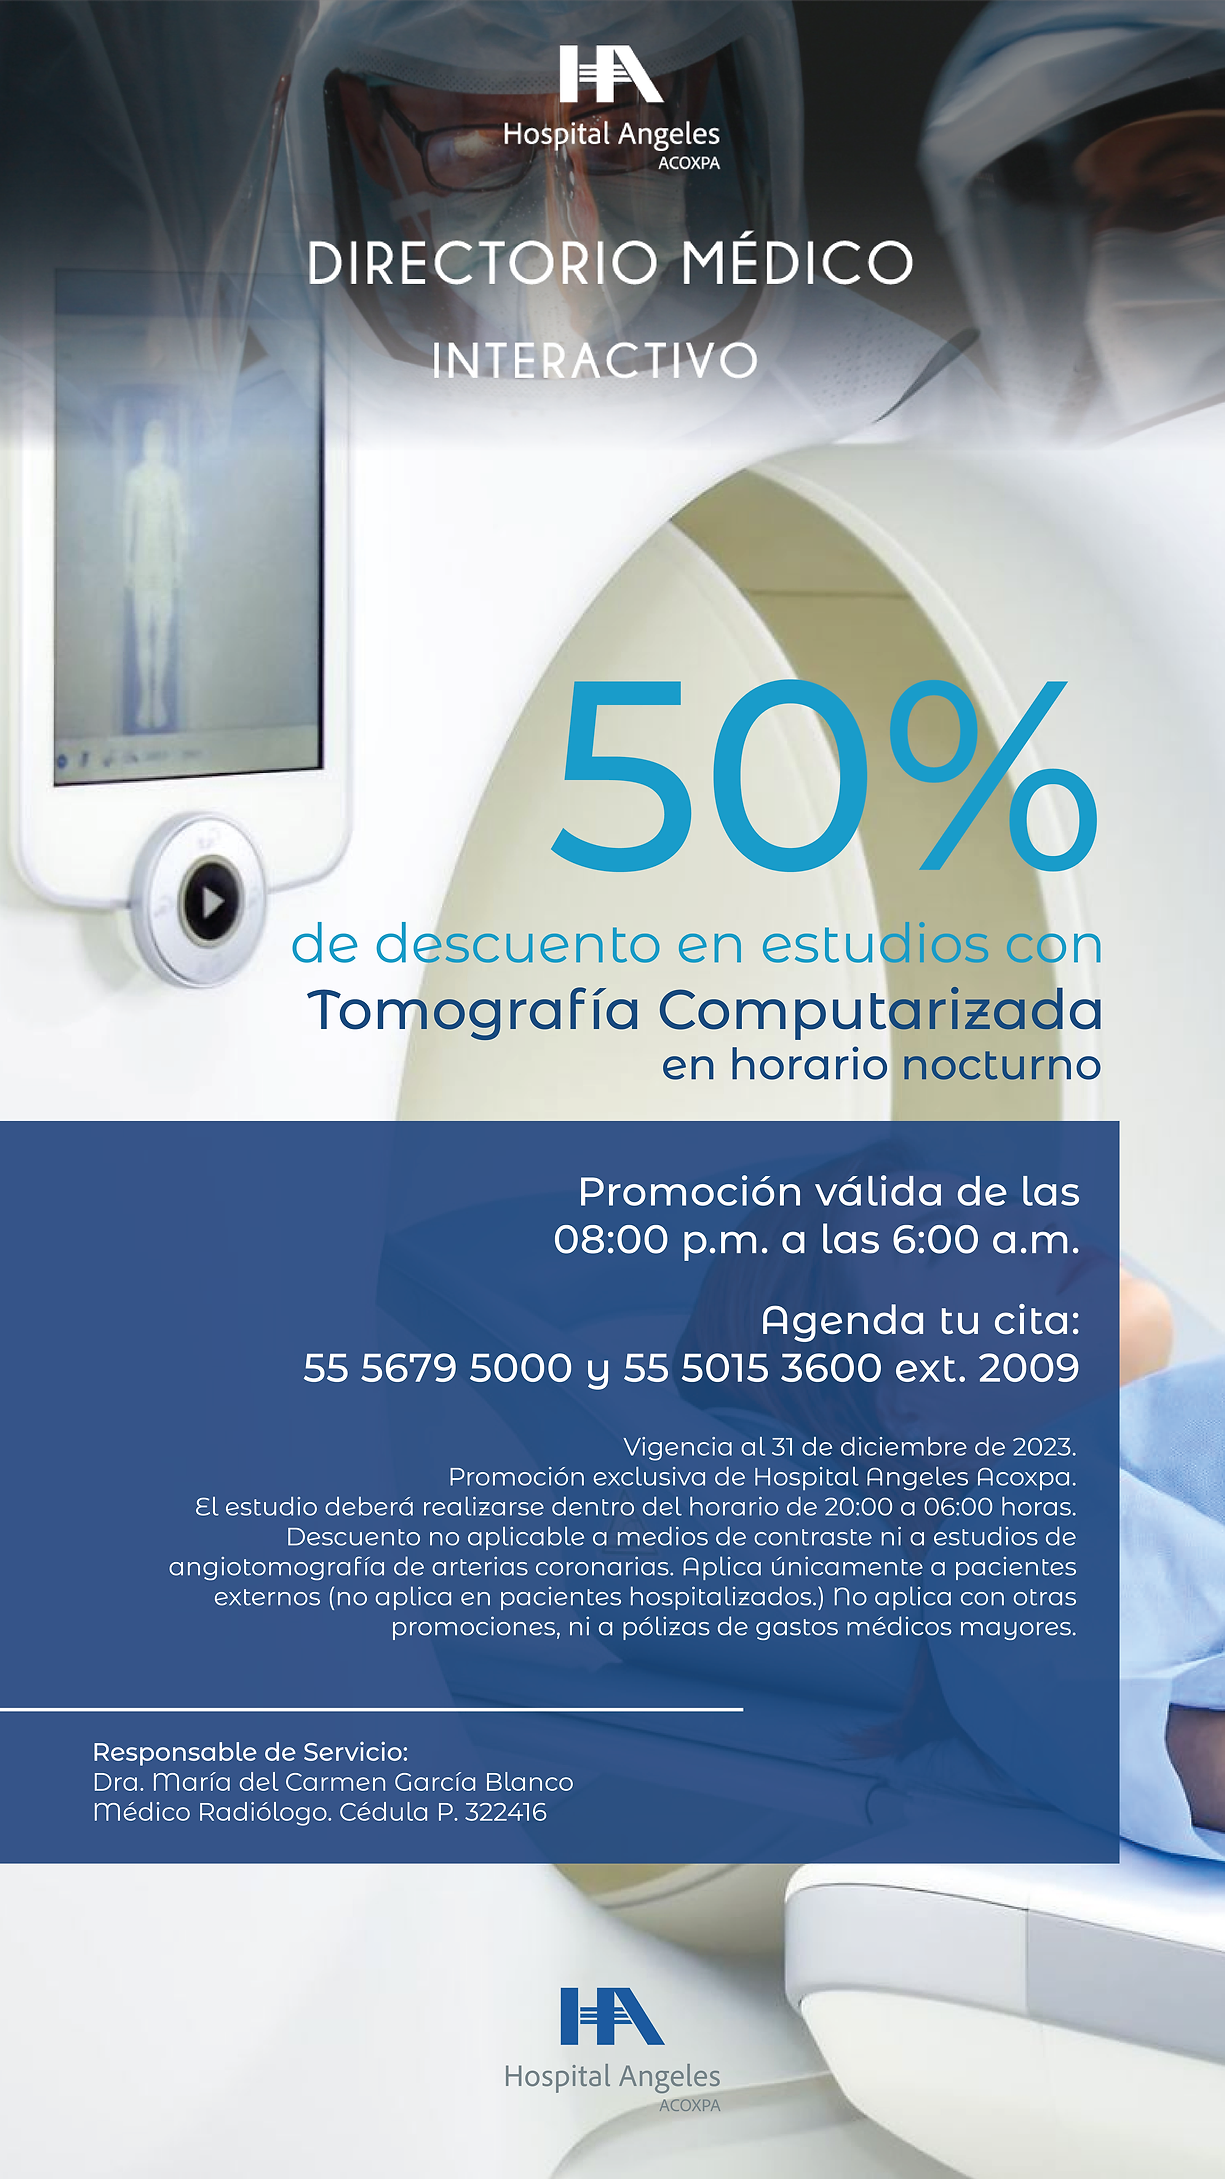 HA
Hospital Angeles
ACOXPA
DIRECTORIO MÉDICO
INTERACTIVO
50%
de descuento en estudios con
Tomografía Computarizada
en horario nocturno
Promoción válida de las
08:00 p.m. a las 6:00 a.m.
Agenda tu cita:
55 5679 5000 y 55 5015 3600 ext. 2009
Vigencia al 31 de diciembre de 2023.
Promoción exclusiva de Hospital Angeles Acoxpa.
El estudio deberá realizarse dentro del horario de 20:00 a 06:00 horas.
Descuento no aplicable a medios de contraste ni a estudios de
angiotomografía de arterias coronarias. Aplica únicamente a pacientes
externos (no aplica en pacientes hospitalizados.) No aplica con otras
promociones, ni a pólizas de gastos médicos mayores.
Responsable de Servicio:
Dra. María del Carmen García Blanco
Médico Radiólogo. Cédula P. 322416
HA
Hospital Angeles
ACOXPA